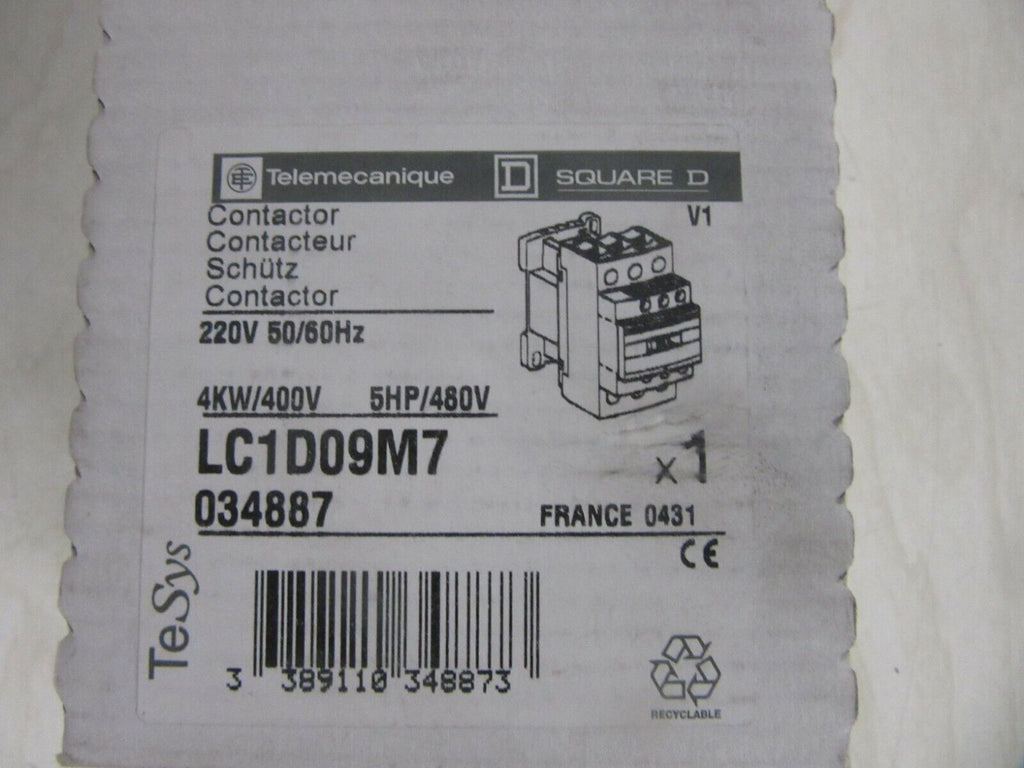 Telemecanique D SQUARE D
Contactor V1
Contacteur
Schütz
Contactor
220V 50/60Hz
4KW/400V 5HP/480V
LC1D09M7 x1
034887 FRANCE 0431
CE
TeSys
3 389110 348873
RECYCLABLE